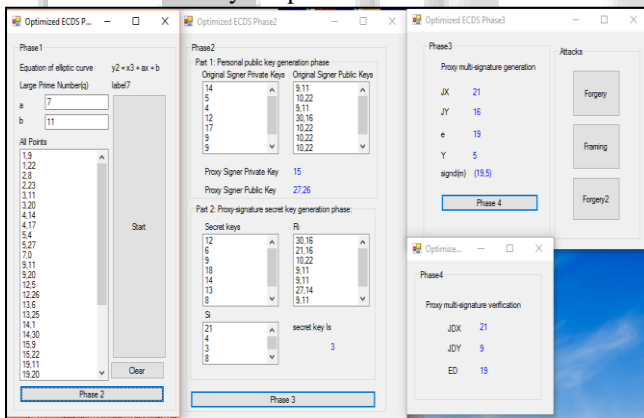 Optimized ECDS P...
Phase1
Equation of elliptic curve y2 = x3 + ax + b
Large Prime Number(q) label7
a 7
b 11
All Points
1,9
1,22
2,8
2,23
3,11
3,20
4,14
4,17
5,4
5,27
7,0
9,11
9,20
12,5
12,26
13,6
13,25
14,1
14,30
15,9
15,22
19,11
19,20
Start
Clear
Phase 2
Optimized ECDS Phase2
Phase2
Part 1: Personal public key generation phase
Original Signer Private Keys Original Signer Public Keys
14 9,11
5 10,22
4 9,11
12 30,16
17 10,22
9 10,22
9 10,22
Proxy Signer Private Key 15
Proxy Signer Public Key 27,26
Part 2: Proxy-signature secret key generation phase:
Secret keys Ri
12 30,16
6 21,16
9 10,22
18 9,11
14 9,11
13 27,14
8 9,11
Si
21
4
3
8
secret key Is
3
Phase 3
Optimized ECDS Phase3
Phase3
Proxy multi-signature generation
JX 21
JY 16
e 19
Y 5
signd(m) (19,5)
Phase 4
Attacks
Forgery
Framing
Forgery2
Optimize...
Phase4
Proxy multi-signature verification
JDX 21
JDY 9
ED 19